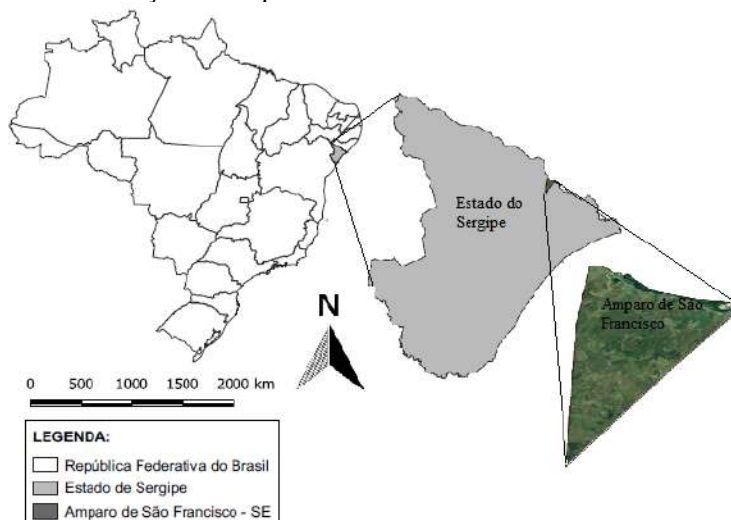 Estado do
Sergipe
Amparo de São
Francisco
N
0 500 1000 1500 2000 km
LEGENDA:
República Federativa do Brasil
Estado de Sergipe
Amparo de São Francisco - SE